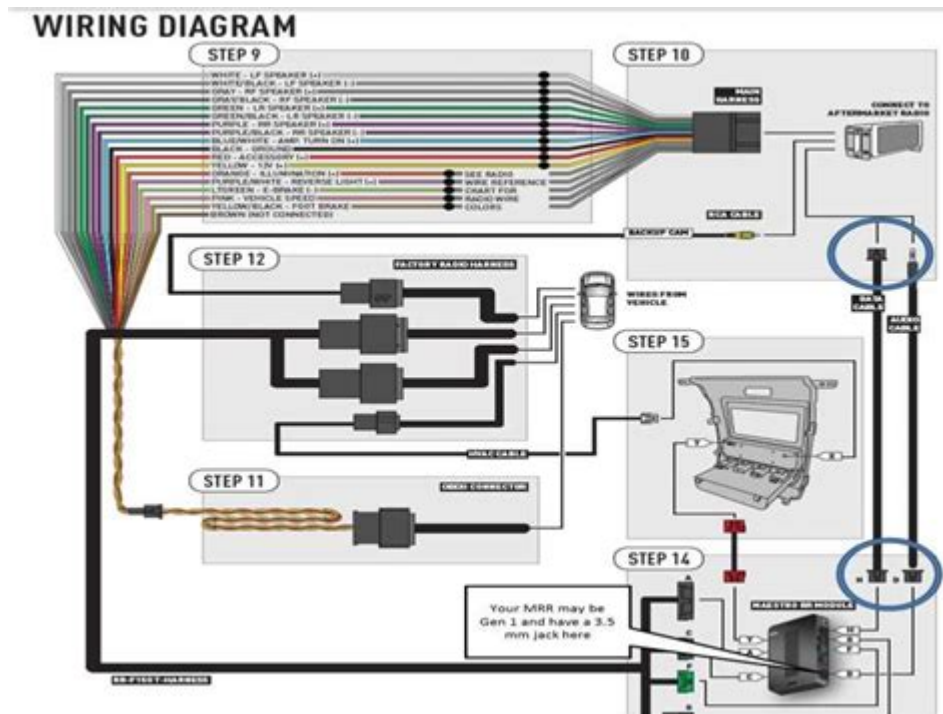 WIRING DIAGRAM
STEP 9
WHITE - LF SPEAKER (+)
WHITE/BLACK - LF SPEAKER (-)
GRAY - RF SPEAKER (+)
GRAY/BLACK - RF SPEAKER (-)
GREEN - LR SPEAKER (+)
GREEN/BLACK - LR SPEAKER (-)
PURPLE - RR SPEAKER (+)
PURPLE/BLACK - RR SPEAKER (-)
BLUE/WHITE - AMP. TURN ON (+)
BLACK - GROUND
RED - ACCESSORY (+)
YELLOW - 12V (+)
ORANGE - ILLUMINATION (+)
PURPLE/WHITE - REVERSE LIGHT (+)
LTGREEN - E-BRAKE (-)
PINK - VEHICLE SPEED
YELLOW/BLACK - FOOT BRAKE
BROWN (NOT CONNECTED)
SEE RADIO
WIRE REFERENCE
CHART FOR
RADIO WIRE
COLORS
STEP 10
MAIN
HARNESS
CONNECT TO
AFTERMARKET RADIO
RCA CABLE
BACKUP CAM
DATA
CABLE
AUDIO
CABLE
STEP 12
FACTORY RADIO HARNESS
WIRES FROM
VEHICLE
HVAC CABLE
STEP 15
STEP 11
OBDII CONNECTOR
STEP 14
MAESTRO RR MODULE
Your MRR may be
Gen 1 and have a 3.5
mm jack here
A
C
F
H